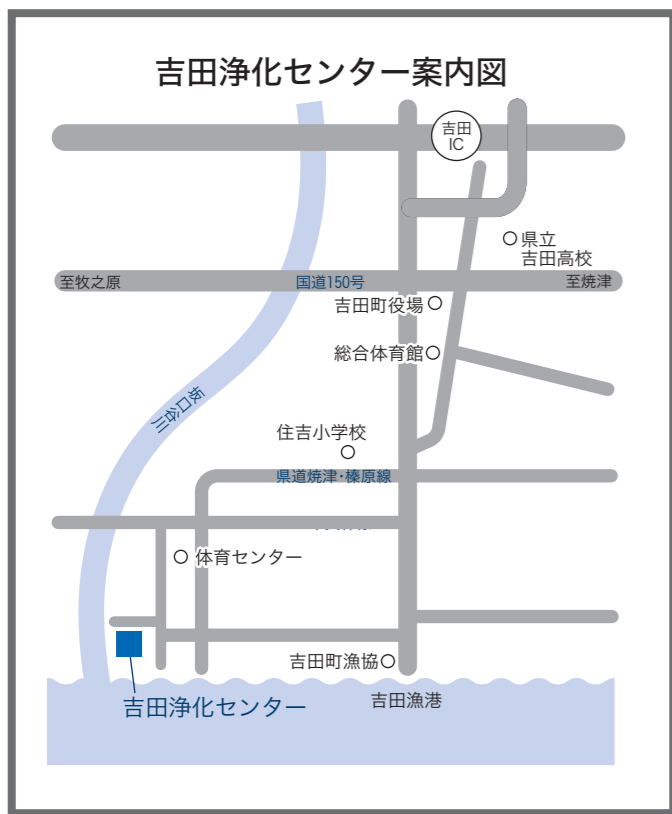 吉田浄化センター案内図
吉田
IC
県立
吉田高校
至牧之原
国道150号
至焼津
吉田町役場
総合体育館
坂口谷川
住吉小学校
県道焼津・榛原線
体育センター
吉田町漁協
吉田浄化センター
吉田漁港